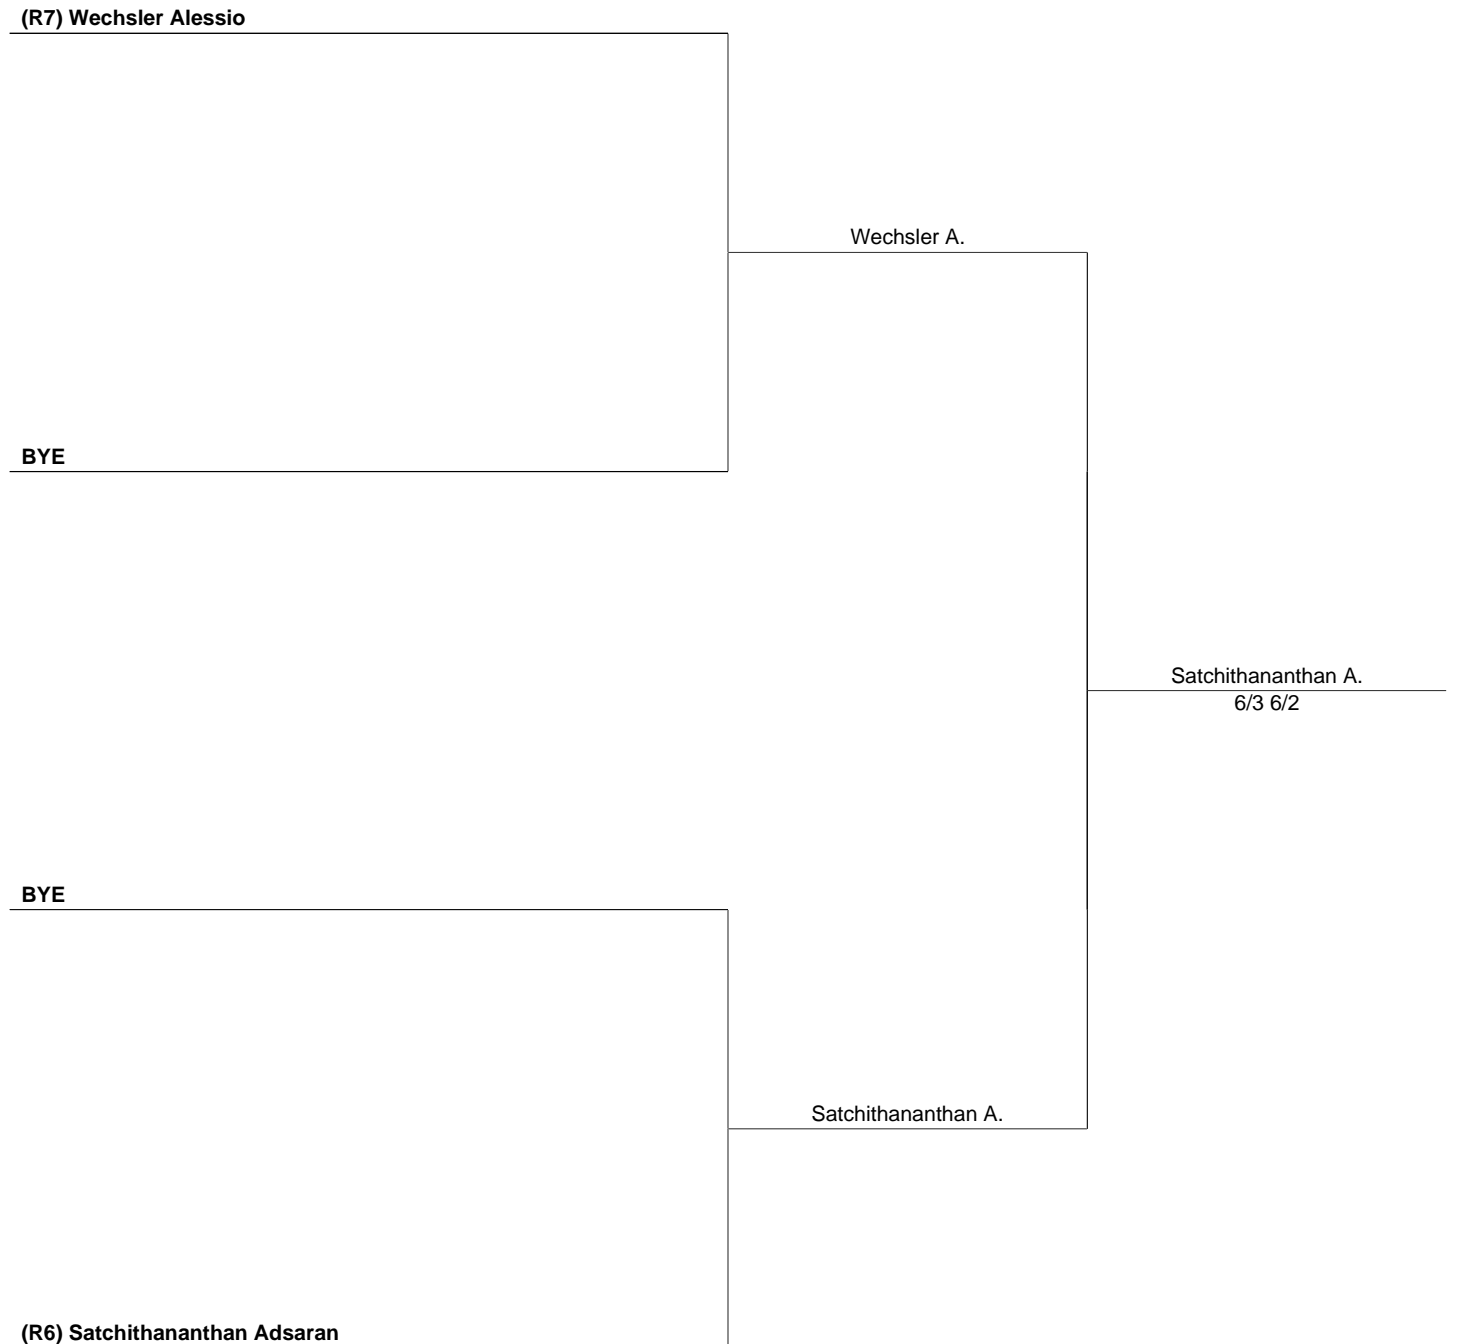 (R7) Wechsler Alessio
Wechsler A.
BYE
Satchithananthan A.
6/3 6/2
BYE
Satchithananthan A.
(R6) Satchithananthan Adsaran